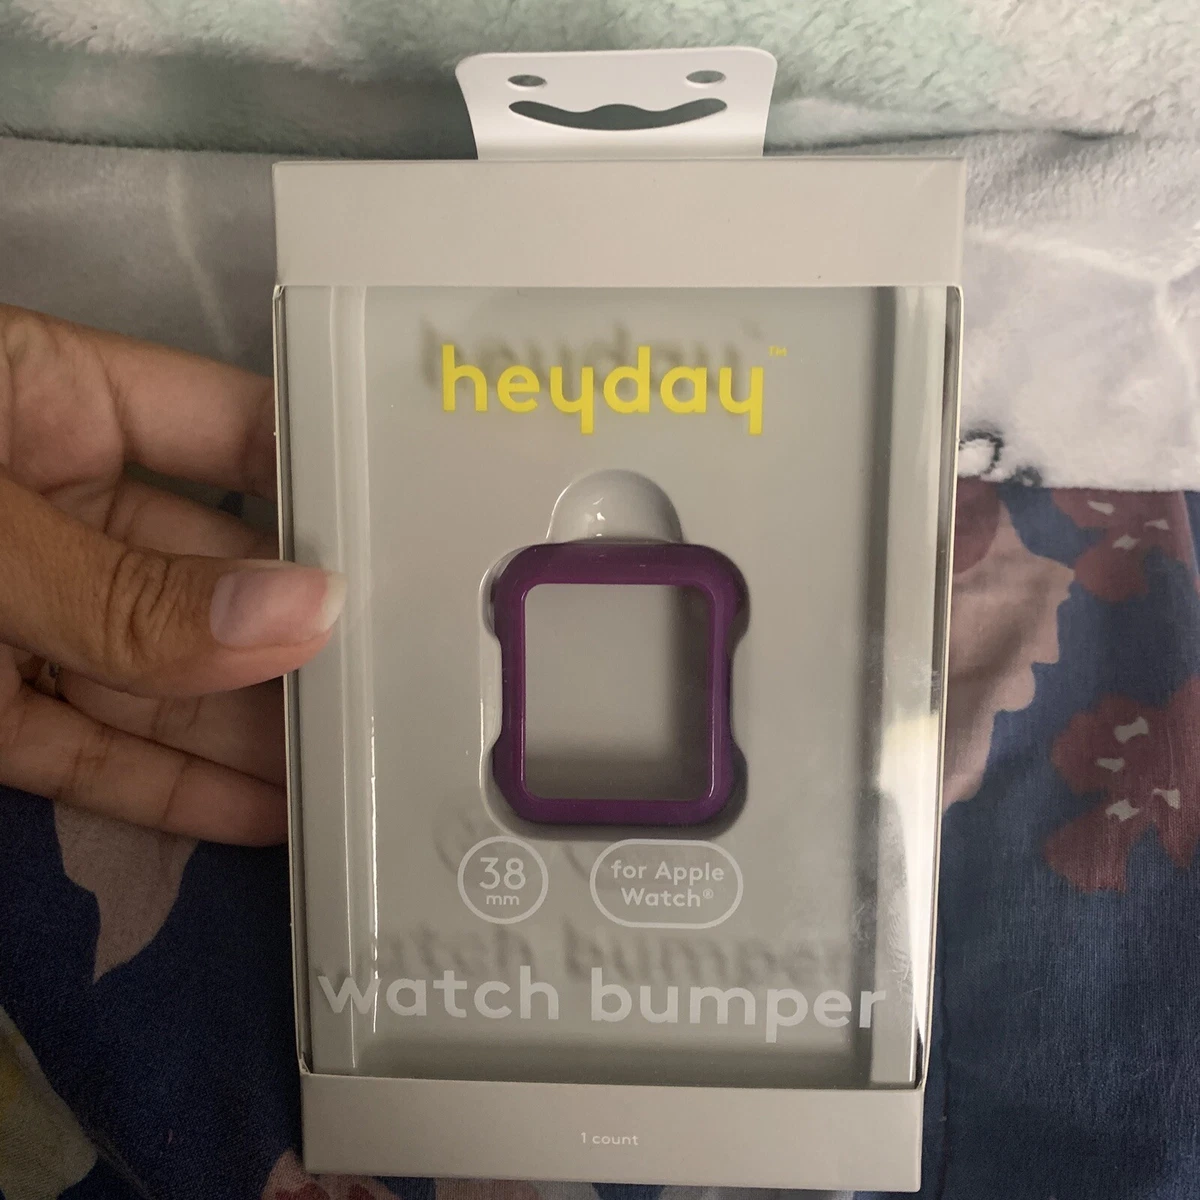 heyday™
38
mm
for Apple
Watch®
watch bumper
1 count